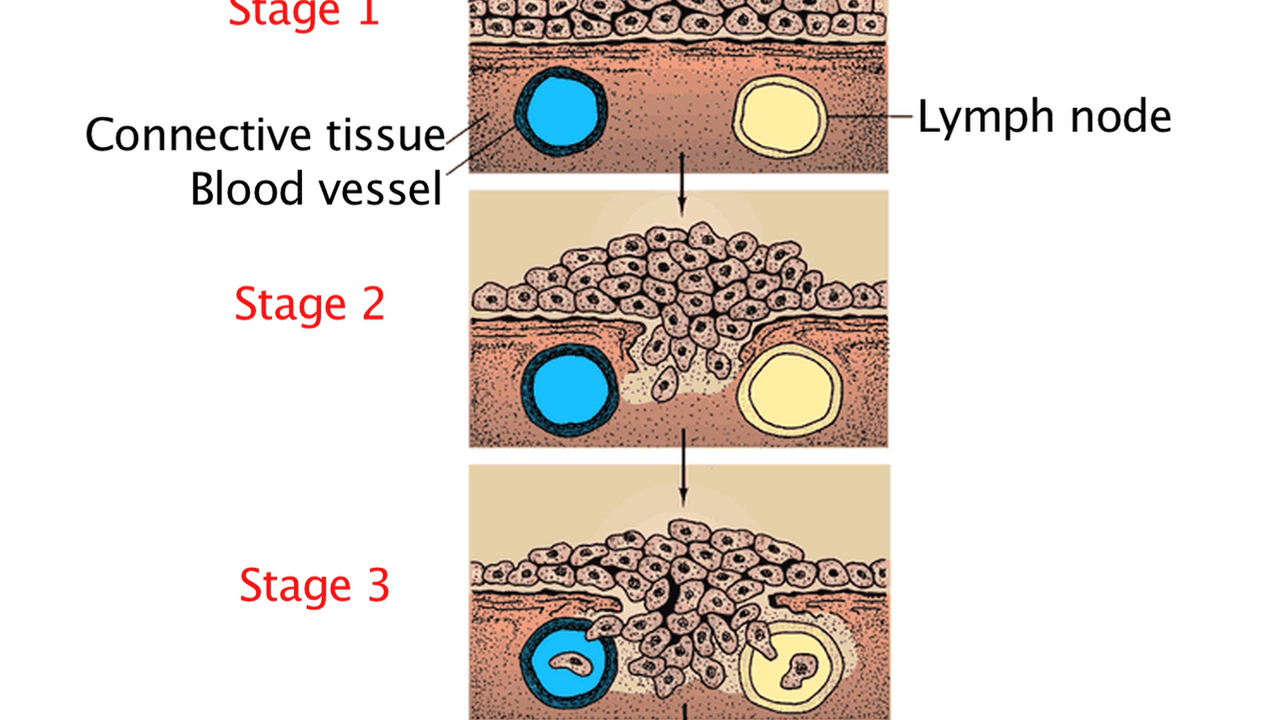 Stage 1
Connective tissue
Blood vessel
Lymph node
Stage 2
Stage 3